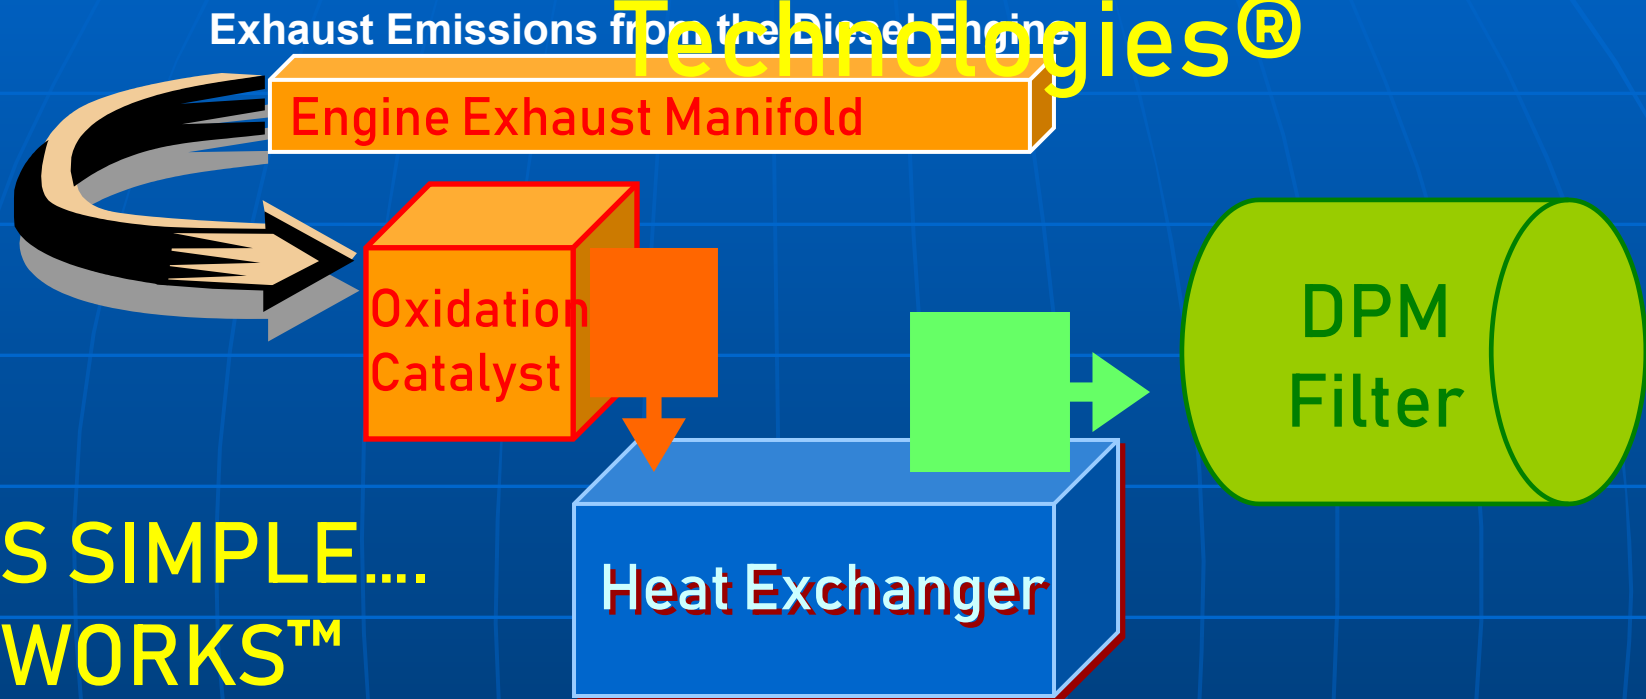 Technologies®
Exhaust Emissions from the Diesel Engine
Engine Exhaust Manifold
Oxidation
Catalyst
DPM
Filter
Heat Exchanger
S SIMPLE....
WORKS™